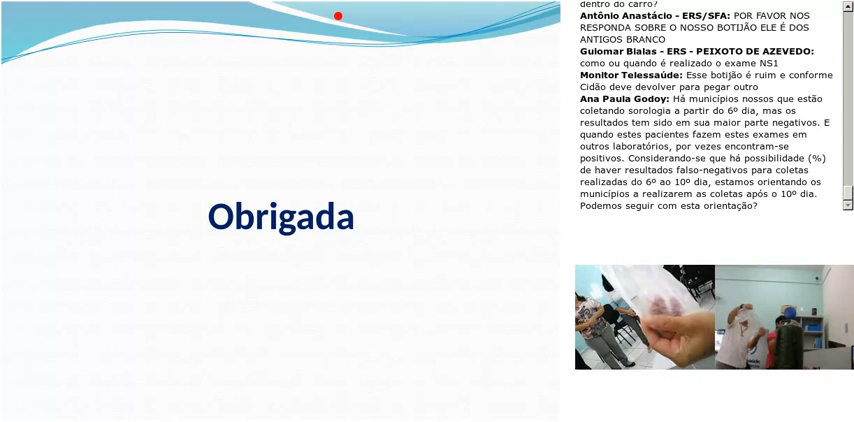 Obrigada
dentro do carro?
Antônio Anastácio - ERS/SFA: POR FAVOR NOS
RESPONDA SOBRE O NOSSO BOTIJÃO ELE É DOS
ANTIGOS BRANCO
Guiomar Bialas - ERS - PEIXOTO DE AZEVEDO:
como ou quando é realizado o exame NS1
Monitor Telessaúde: Esse botijão é ruim e conforme
Cidão deve devolver para pegar outro
Ana Paula Godoy: Há municípios nossos que estão
coletando sorologia a partir do 6º dia, mas os
resultados tem sido em sua maior parte negativos. E
quando estes pacientes fazem estes exames em
outros laboratórios, por vezes encontram-se
positivos. Considerando-se que há possibilidade (%)
de haver resultados falso-negativos para coletas
realizadas do 6º ao 10º dia, estamos orientando os
municípios a realizarem as coletas após o 10º dia.
Podemos seguir com esta orientação?